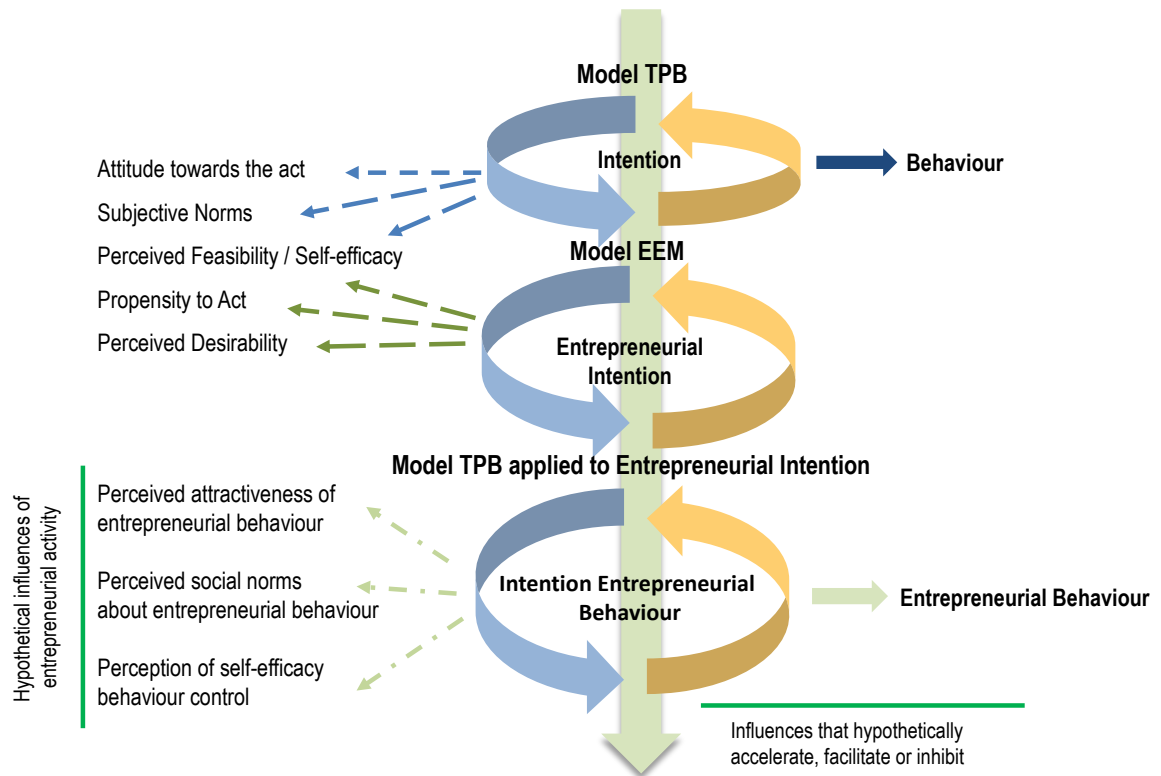 Model TPB
Attitude towards the act
Intention
Behaviour
Subjective Norms
Perceived Feasibility / Self-efficacy
Model EEM
Propensity to Act
Perceived Desirability
Entrepreneurial
Intention
Model TPB applied to Entrepreneurial Intention
Hypothetical influences of
entrepreneurial activity
Perceived attractiveness of
entrepreneurial behaviour
Perceived social norms
about entrepreneurial behaviour
Perception of self-efficacy
behaviour control
Intention Entrepreneurial
Behaviour
Entrepreneurial Behaviour
Influences that hypothetically
accelerate, facilitate or inhibit